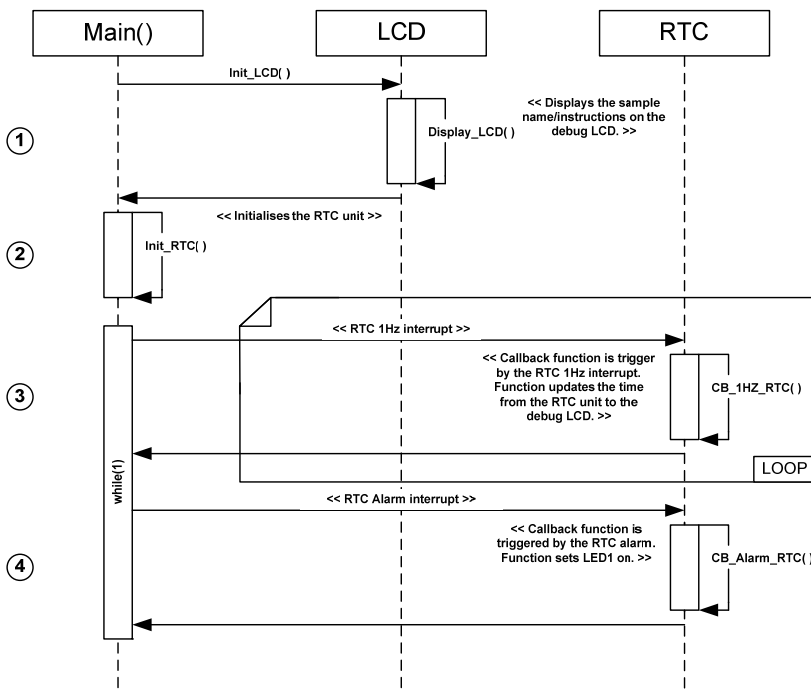 Main()
LCD
RTC
Init_LCD( )
1
Display_LCD( )
<< Displays the sample
name/instructions on the
debug LCD. >>
<< Initialises the RTC unit >>
2
Init_RTC( )
<< RTC 1Hz interrupt >>
3
<< Callback function is trigger
by the RTC 1Hz interrupt.
Function updates the time
from the RTC unit to the
debug LCD. >>
CB_1HZ_RTC( )
LOOP
while(1)
<< RTC Alarm interrupt >>
4
<< Callback function is
triggered by the RTC alarm.
Function sets LED1 on. >>
CB_Alarm_RTC( )